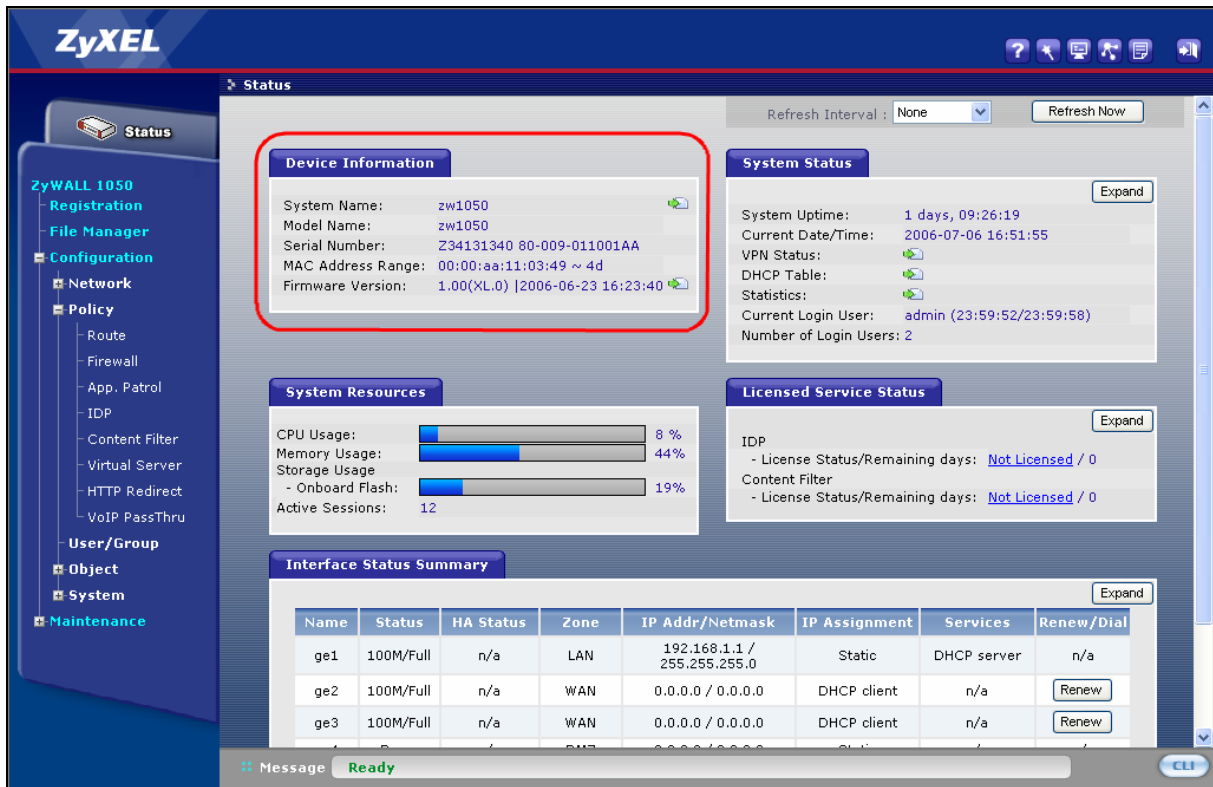 ZyXEL
Status
Status
Refresh Interval : None
Refresh Now
ZyWALL 1050
Registration
File Manager
Configuration
Network
Policy
Route
Firewall
App. Patrol
IDP
Content Filter
Virtual Server
HTTP Redirect
VoIP PassThru
User/Group
Object
System
Maintenance
Device Information
System Name: zw1050
Model Name: zw1050
Serial Number: Z34131340 80-009-011001AA
MAC Address Range: 00:00:aa:11:03:49 ~ 4d
Firmware Version: 1.00(XL.0) |2006-06-23 16:23:40
System Status
Expand
System Uptime: 1 days, 09:26:19
Current Date/Time: 2006-07-06 16:51:55
VPN Status:
DHCP Table:
Statistics:
Current Login User: admin (23:59:52/23:59:58)
Number of Login Users: 2
System Resources
CPU Usage: 8 %
Memory Usage: 44%
Storage Usage
- Onboard Flash: 19%
Active Sessions: 12
Licensed Service Status
Expand
IDP
- License Status/Remaining days: Not Licensed / 0
Content Filter
- License Status/Remaining days: Not Licensed / 0
Interface Status Summary
Expand
Name Status HA Status Zone IP Addr/Netmask IP Assignment Services Renew/Dial
ge1 100M/Full n/a LAN 192.168.1.1 / 255.255.255.0 Static DHCP server n/a
ge2 100M/Full n/a WAN 0.0.0.0 / 0.0.0.0 DHCP client n/a Renew
ge3 100M/Full n/a WAN 0.0.0.0 / 0.0.0.0 DHCP client n/a Renew
Message Ready
CLI